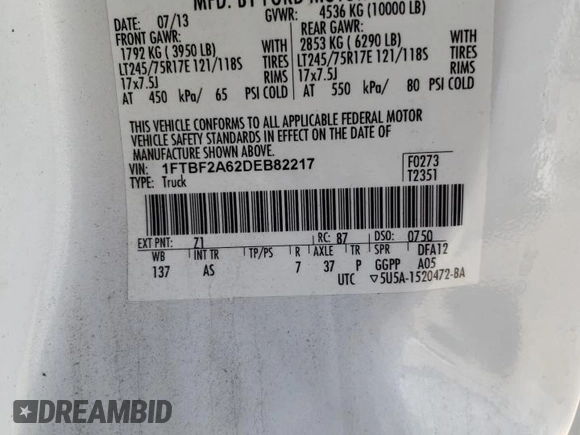 MFD. BY FORD MOTOR
DATE: 07/13 GVWR: 4536 KG (10000 LB)
FRONT GAWR: REAR GAWR:
1792 KG ( 3950 LB) WITH 2853 KG ( 6290 LB) WITH
LT245/75R17E 121/118S TIRES LT245/75R17E 121/118S TIRES
17x7.5J RIMS 17x7.5J RIMS
AT 450 kPa/ 65 PSI COLD AT 550 kPa/ 80 PSI COLD
THIS VEHICLE CONFORMS TO ALL APPLICABLE FEDERAL MOTOR
VEHICLE SAFETY STANDARDS IN EFFECT ON THE DATE OF
MANUFACTURE SHOWN ABOVE.
VIN: 1FTBF2A62DEB82217 F0273
TYPE: Truck T2351
EXT PNT: Z1 RC: 87 DSO: 0750
WB INT TR TP/PS R AXLE TR SPR DFA12
137 AS 7 37 P GGPP A05
UTC ▽5U5A-1520472-BA
DREAMBID